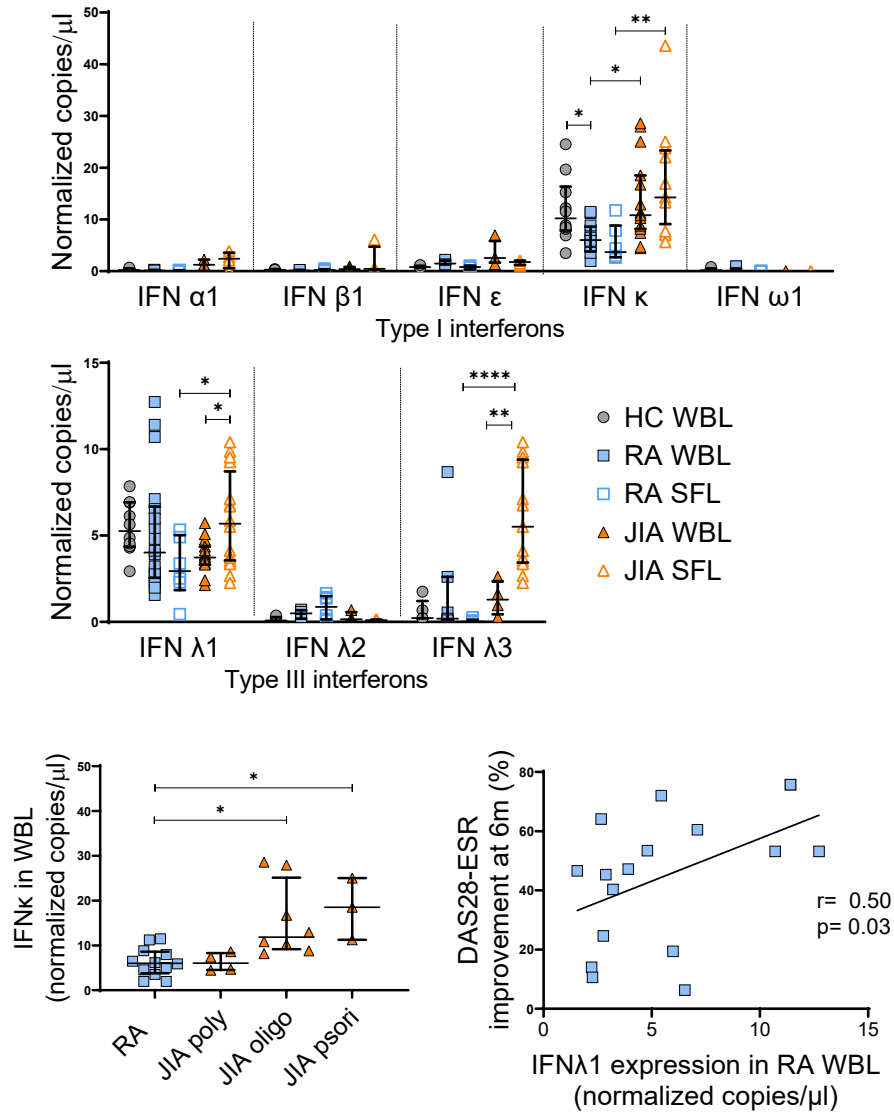 Normalized copies/µl
50
40
30
20
10
0
* * ** 
IFN α1 IFN β1 IFN ε IFN κ IFN ω1
Type I interferons
Normalized copies/µl
15
10
5
0
* * **** **
IFN λ1 IFN λ2 IFN λ3
Type III interferons
HC WBL
RA WBL
RA SFL
JIA WBL
JIA SFL
IFNκ in WBL
(normalized copies/µl)
50
40
30
20
10
0
*
*
RA JIA poly JIA oligo JIA psori
DAS28-ESR
improvement at 6m (%)
80
60
40
20
0
r= 0.50
p= 0.03
0 5 10 15
IFNλ1 expression in RA WBL
(normalized copies/µl)